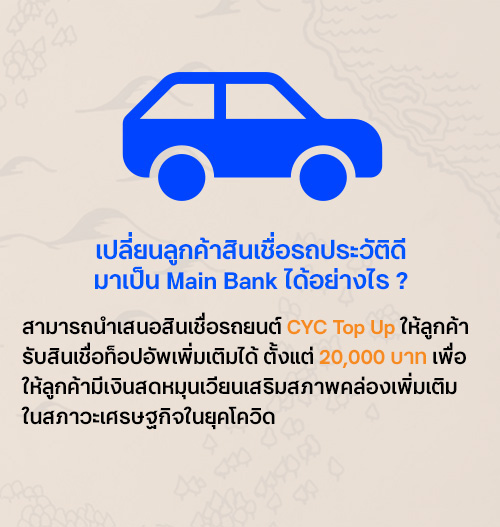 เปลี่ยนลูกค้าสินเชื่อรถประวัติดี
มาเป็น Main Bank ได้อย่างไร ?
สามารถนำเสนอสินเชื่อรถยนต์ CYC Top Up ให้ลูกค้า
รับสินเชื่อท็อปอัพเพิ่มเติมได้ ตั้งแต่ 20,000 บาท เพื่อ
ให้ลูกค้ามีเงินสดหมุนเวียนเสริมสภาพคล่องเพิ่มเติม
ในสภาวะเศรษฐกิจในยุคโควิด